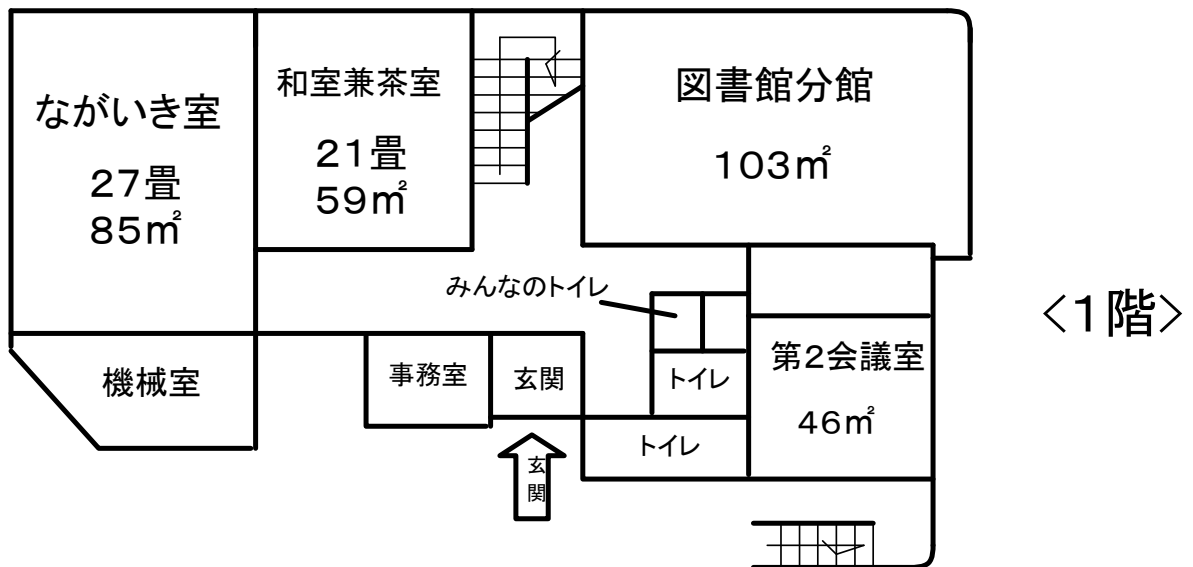 ながいき室
27畳
85㎡
和室兼茶室
21畳
59㎡
図書館分館
103㎡
みんなのトイレ
<1階>
機械室
事務室
玄関
トイレ
第2会議室
46㎡
トイレ
玄
関